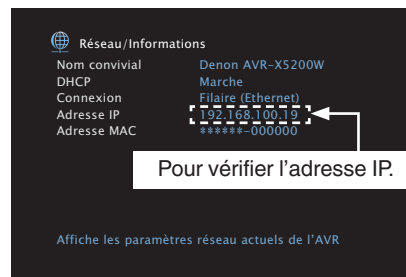 Réseau/Informations
Nom convivial Denon AVR-X5200W
DHCP Marche
Connexion Filaire (Ethernet)
Adresse IP 192.168.100.19
Adresse MAC ******-000000
Pour vérifier l’adresse IP.
Affiche les paramètres réseau actuels de l’AVR